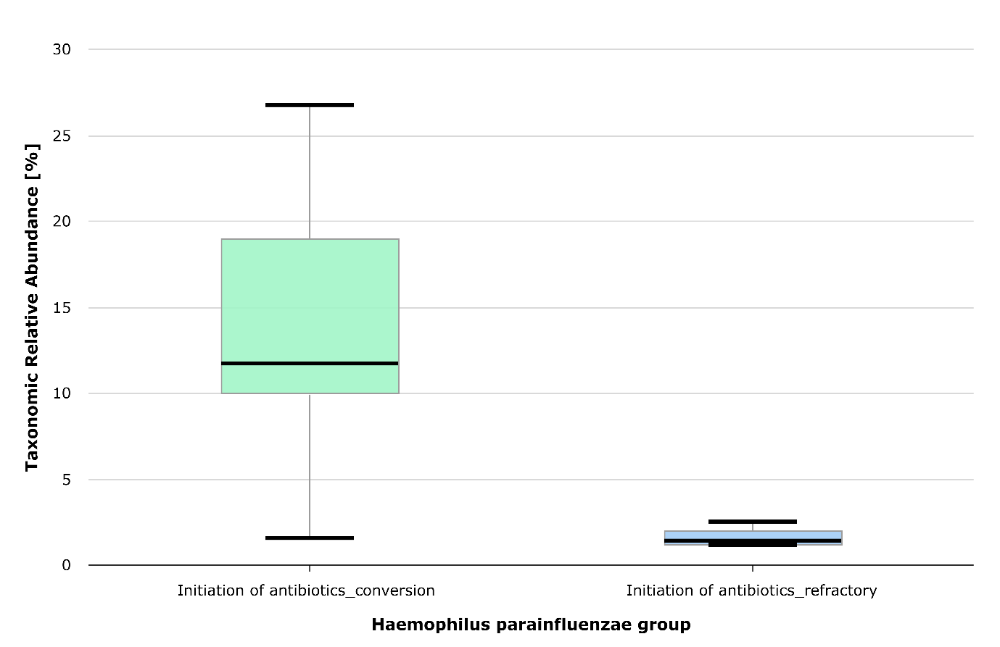 30
25
20
15
10
5
0
Taxonomic Relative Abundance [%]
Initiation of antibiotics_conversion
Initiation of antibiotics_refractory
Haemophilus parainfluenzae group